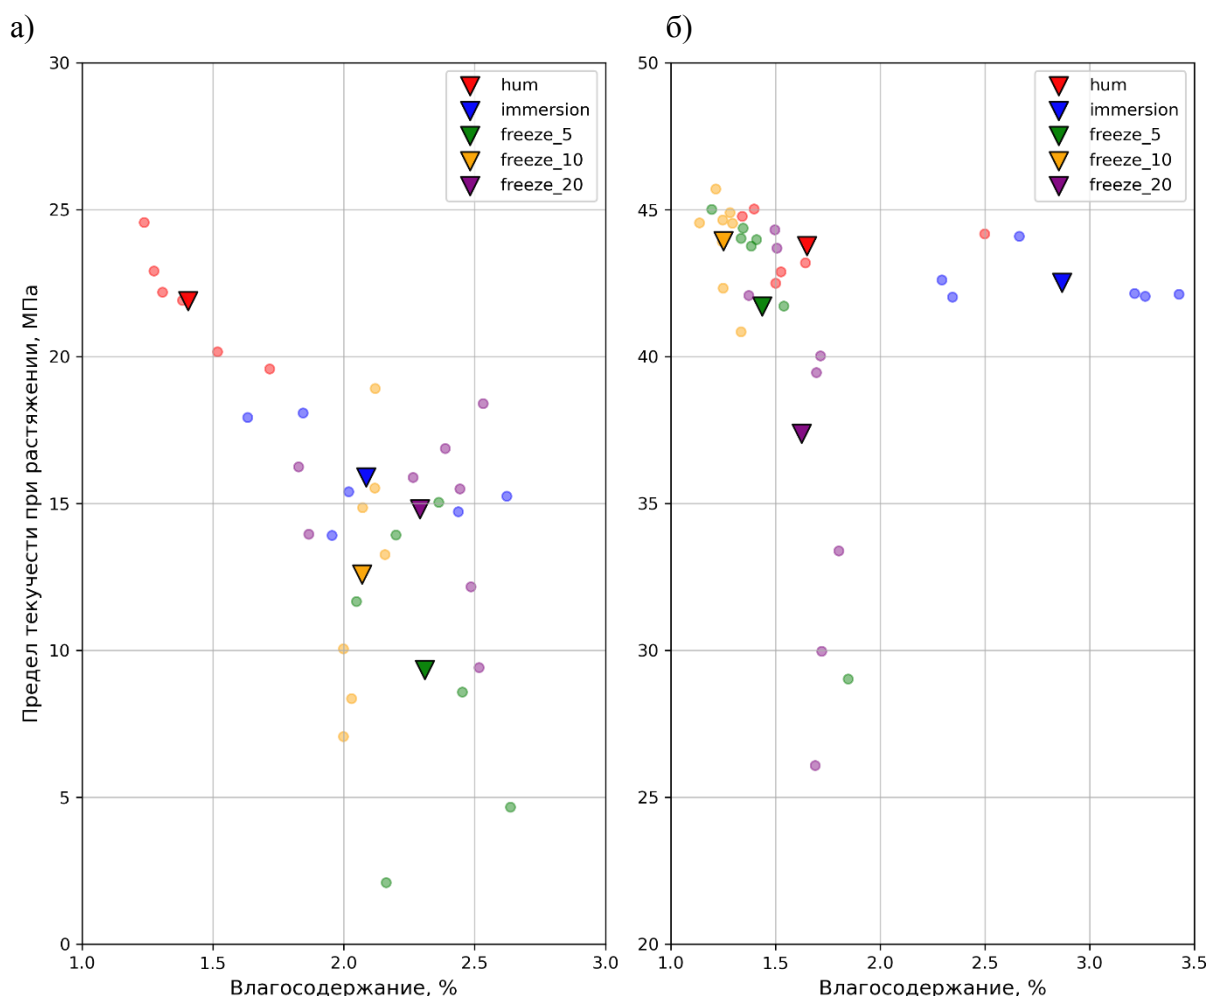 а)
б)
30
25
20
15
10
5
0
Предел текучести при растяжении, МПа
hum
immersion
freeze_5
freeze_10
freeze_20
1.0 1.5 2.0 2.5 3.0
Влагосодержание, %
50
45
40
35
30
25
20
hum
immersion
freeze_5
freeze_10
freeze_20
1.0 1.5 2.0 2.5 3.0 3.5
Влагосодержание, %